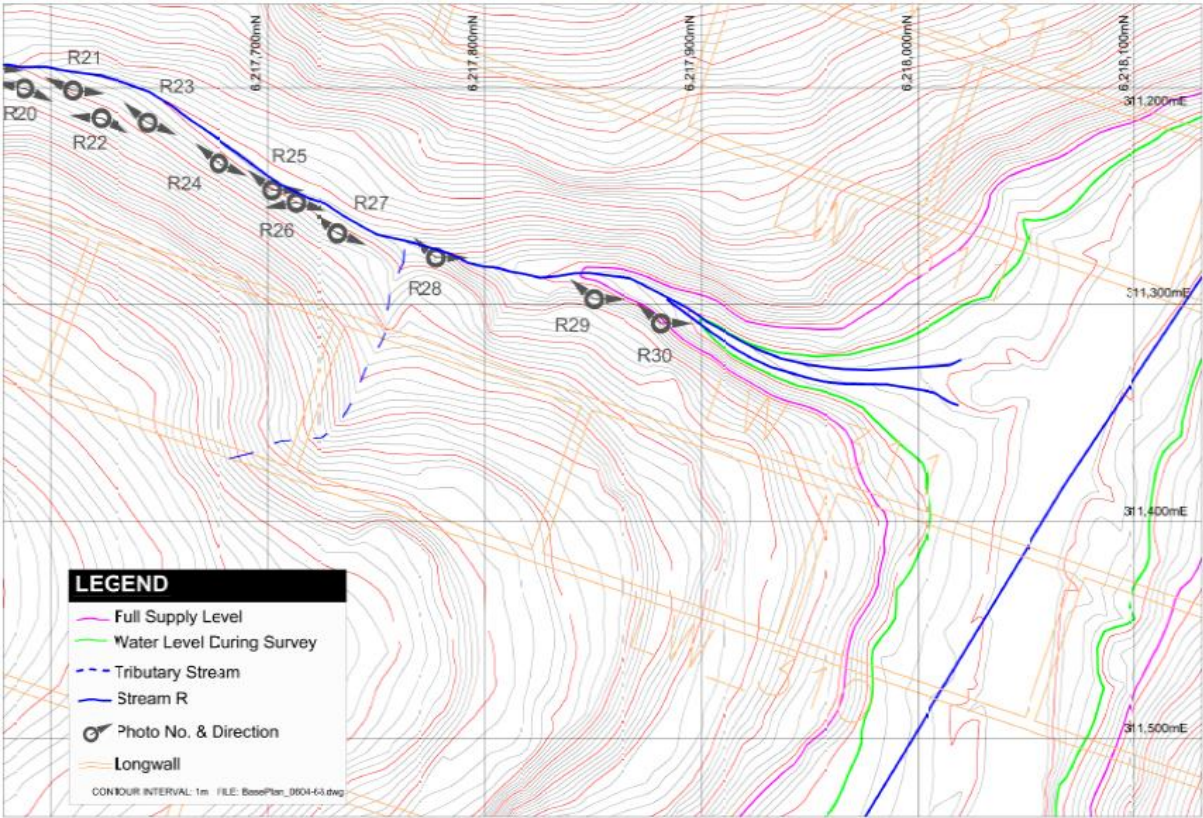 6,217,700mN
6,217,800mN
6,217,900mN
6,218,000mN
6,218,100mN
R21
R23
311,200mE
R20
R22
R25
R24
R27
R26
R28
311,300mE
R29
R30
311,400mE
LEGEND
Full Supply Level
Water Level During Survey
Tributary Stream
Stream R
311,500mE
Photo No. & Direction
Longwall
CONTOUR INTERVAL: 1m FILE: BasePlan_0604-68.dwg